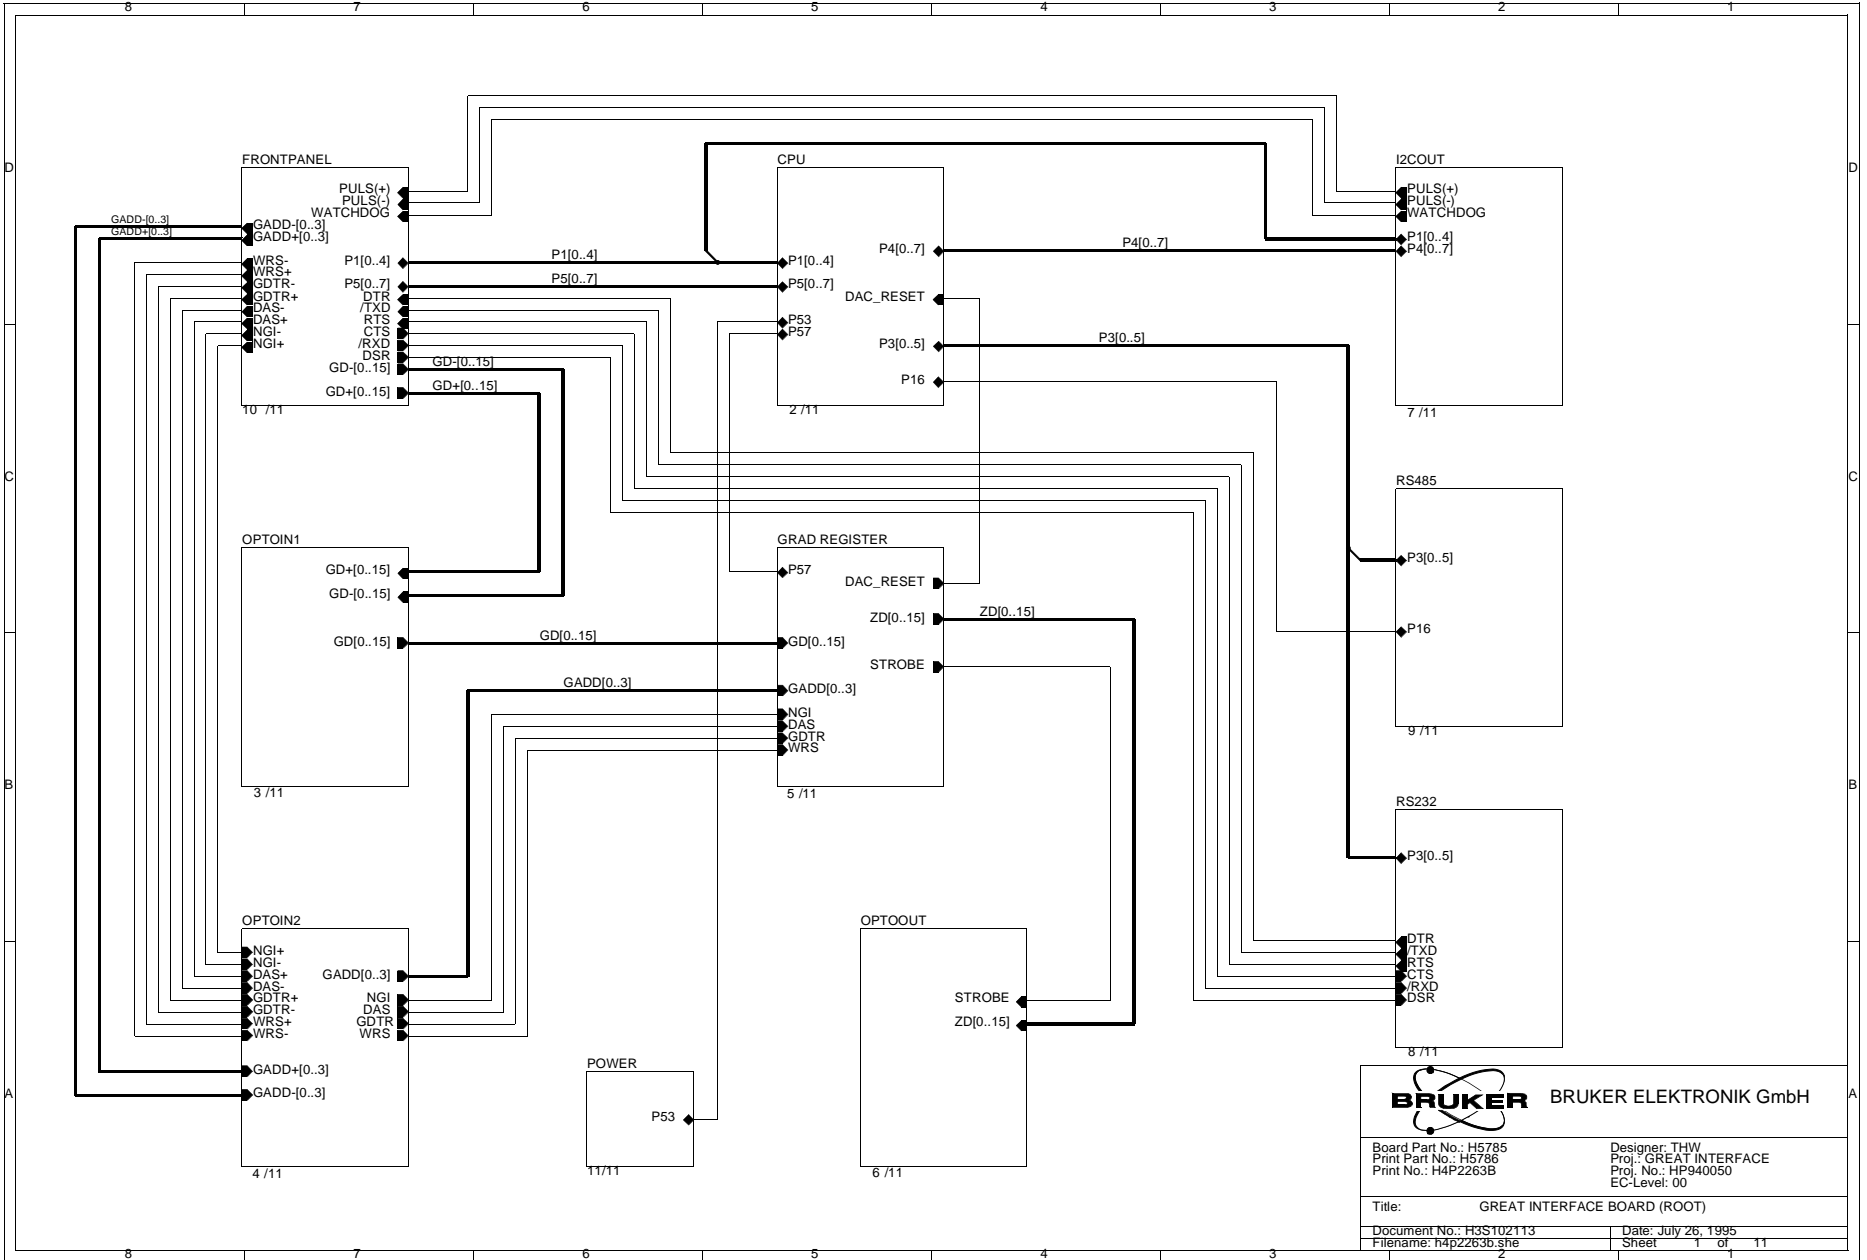 8 7 6 5 4 3 2 1
D
D
C
C
B
B
A
A
FRONTPANEL
PULS(+)
PULS(-)
WATCHDOG
GADD-[0..3]
GADD+[0..3]
GADD-[0..3]
GADD+[0..3]
WRS-
WRS+
GDTR-
GDTR+
DAS-
DAS+
NGI-
NGI+
P1[0..4]
P5[0..7]
DTR
/TXD
RTS
CTS
/RXD
DSR
GD-[0..15]
GD+[0..15]
10 /11
P1[0..4]
P5[0..7]
GD-[0..15]
GD+[0..15]
CPU
P1[0..4]
P5[0..7]
P53
P57
P4[0..7]
DAC_RESET
P3[0..5]
P16
2 /11
P4[0..7]
P3[0..5]
I2COUT
PULS(+)
PULS(-)
WATCHDOG
P1[0..4]
P4[0..7]
7 /11
RS485
P3[0..5]
P16
9 /11
OPTOIN1
GD+[0..15]
GD-[0..15]
GD[0..15]
3 /11
GD[0..15]
GADD[0..3]
GRAD REGISTER
P57
DAC_RESET
ZD[0..15]
GD[0..15]
STROBE
GADD[0..3]
NGI
DAS
GDTR
WRS
5 /11
ZD[0..15]
RS232
P3[0..5]
DTR
/TXD
RTS
CTS
/RXD
DSR
8 /11
OPTOIN2
NGI+
NGI-
DAS+
DAS-
GDTR+
GDTR-
WRS+
WRS-
GADD+[0..3]
GADD-[0..3]
GADD[0..3]
NGI
DAS
GDTR
WRS
4 /11
POWER
P53
11/11
OPTOOUT
STROBE
ZD[0..15]
6 /11
BRUKER
BRUKER ELEKTRONIK GmbH
Board Part No.: H5785
Print Part No.: H5786
Print No.: H4P2263B
Designer: THW
Proj.: GREAT INTERFACE
Proj. No.: HP940050
EC-Level: 00
Title: GREAT INTERFACE BOARD (ROOT)
Document No.: H3S102113
Date: July 26, 1995
Filename: h4p2263b.she
Sheet 1 of 11
8 7 6 5 4 3 2 1